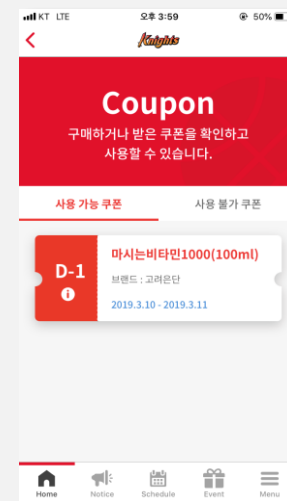 KT LTE 오후 3:59 50%
Knights
Coupon
구매하거나 받은 쿠폰을 확인하고
사용할 수 있습니다.
사용 가능 쿠폰 사용 불가 쿠폰
마시는비타민1000(100ml)
D-1
브랜드 : 고려은단
2019.3.10 - 2019.3.11
Home Notice Schedule Event Menu